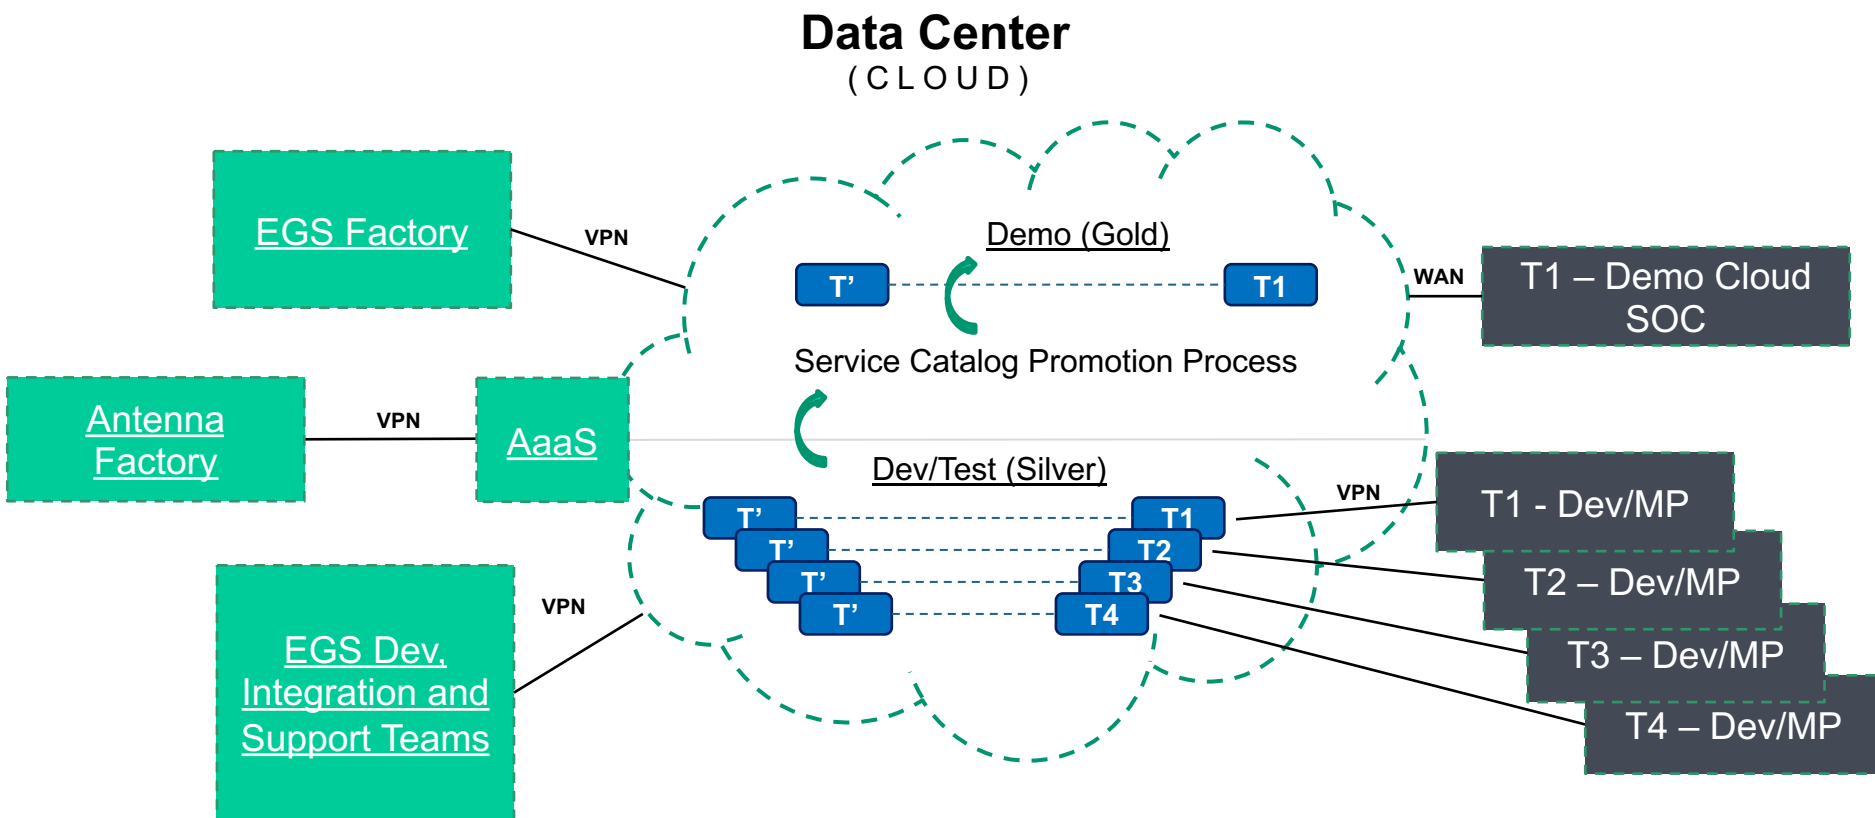 Data Center
(CLOUD)
EGS Factory
VPN
Demo (Gold)
T’
T1
WAN
T1 – Demo Cloud
SOC
Service Catalog Promotion Process
Antenna
Factory
VPN
AaaS
Dev/Test (Silver)
T’
T1
T’
T2
T’
T3
T’
T4
VPN
T1 - Dev/MP
T2 – Dev/MP
T3 – Dev/MP
T4 – Dev/MP
VPN
EGS Dev,
Integration and
Support Teams